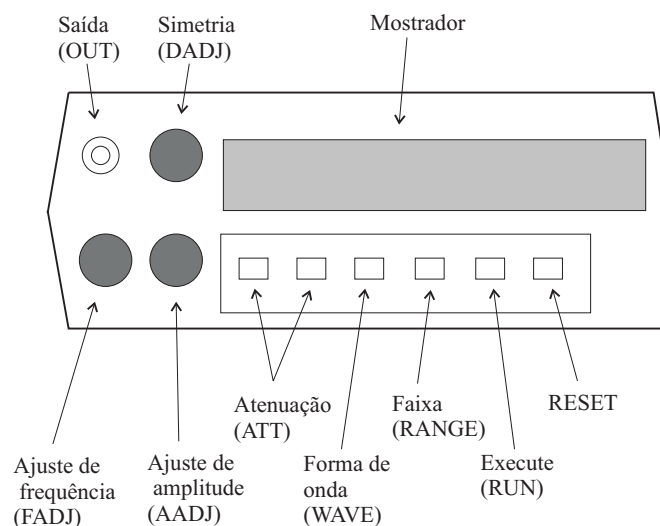 Saída
(OUT)
Simetria
(DADJ)
Mostrador
Atenuação
(ATT)
Faixa
(RANGE)
RESET
Ajuste de
frequência
(FADJ)
Ajuste de
amplitude
(AADJ)
Forma de
onda
(WAVE)
Execute
(RUN)